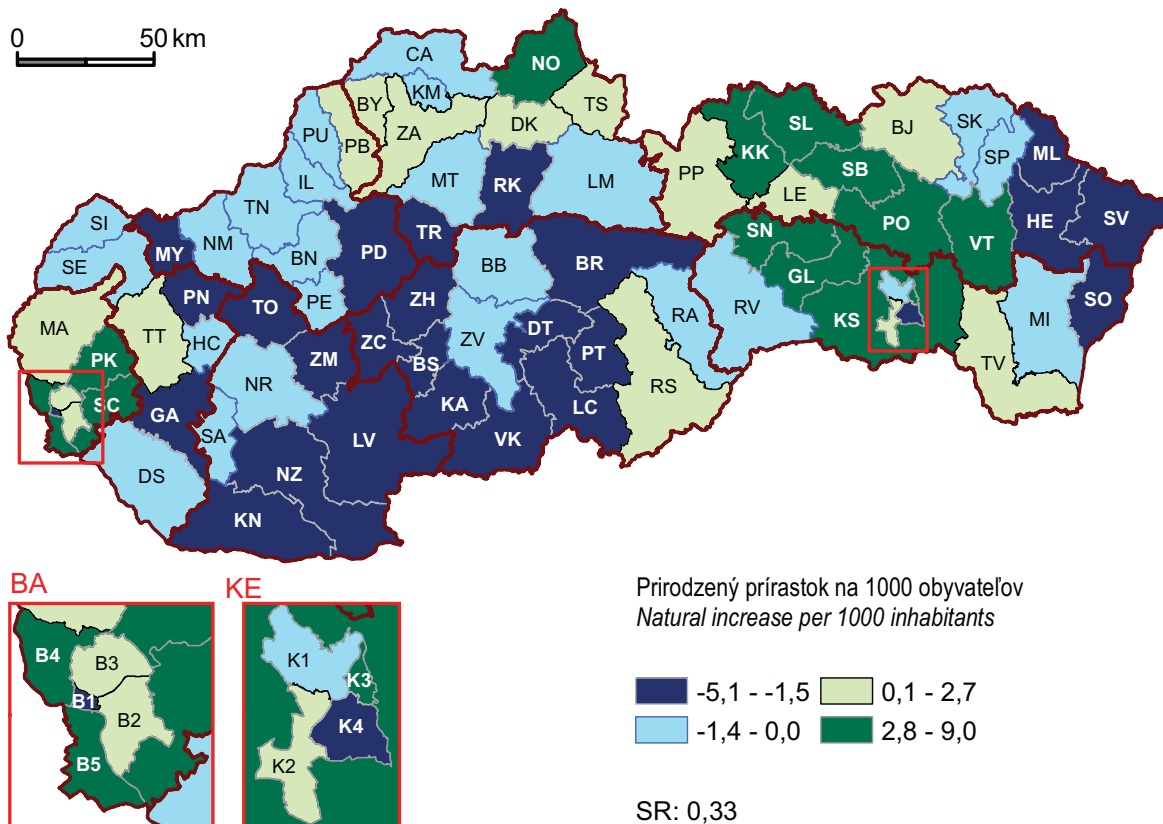 0 50 km
CA
NO
KM
BY
TS
PU
ZA
DK
PB
BJ
SK
SL
KK
SP
ML
SB
PP
IL
MT
RK
LM
LE
TN
SI
PO
HE
SV
NM
MY
TR
SN
VT
SE
BN
PD
BB
BR
GL
PN
TO
PE
ZH
RA
RV
SO
MA
TT
HC
KS
MI
DT
PK
ZM
ZC
BS
ZV
PT
TV
NR
RS
SC
GA
KA
LC
SA
LV
VK
DS
NZ
KN
BA
KE
B4
B3
B1
B2
B5
K1
K3
K4
K2
Prirodzený prírastok na 1000 obyvateľov
Natural increase per 1000 inhabitants
-5,1 - -1,5
0,1 - 2,7
-1,4 - 0,0
2,8 - 9,0
SR: 0,33